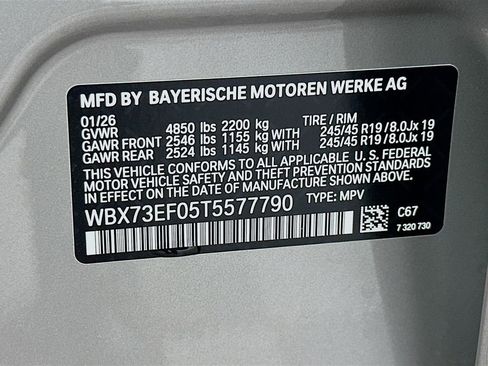 MFD BY BAYERISCHE MOTOREN WERKE AG
01/26 TIRE / RIM
GVWR 4850 lbs 2200 kg
GAWR FRONT 2546 lbs 1155 kg WITH 245/45 R19 / 8.0Jx 19
GAWR REAR 2524 lbs 1145 kg WITH 245/45 R19 / 8.0Jx 19
THIS VEHICLE CONFORMS TO ALL APPLICABLE U. S. FEDERAL
MOTOR VEHICLE SAFETY, BUMPER, AND THEFT PREVENTION STANDARDS
IN EFFECT ON THE DATE OF MANUFACTURE SHOWN ABOVE.
WBX73EF05T5577790 TYPE: MPV
C67
7 320 730